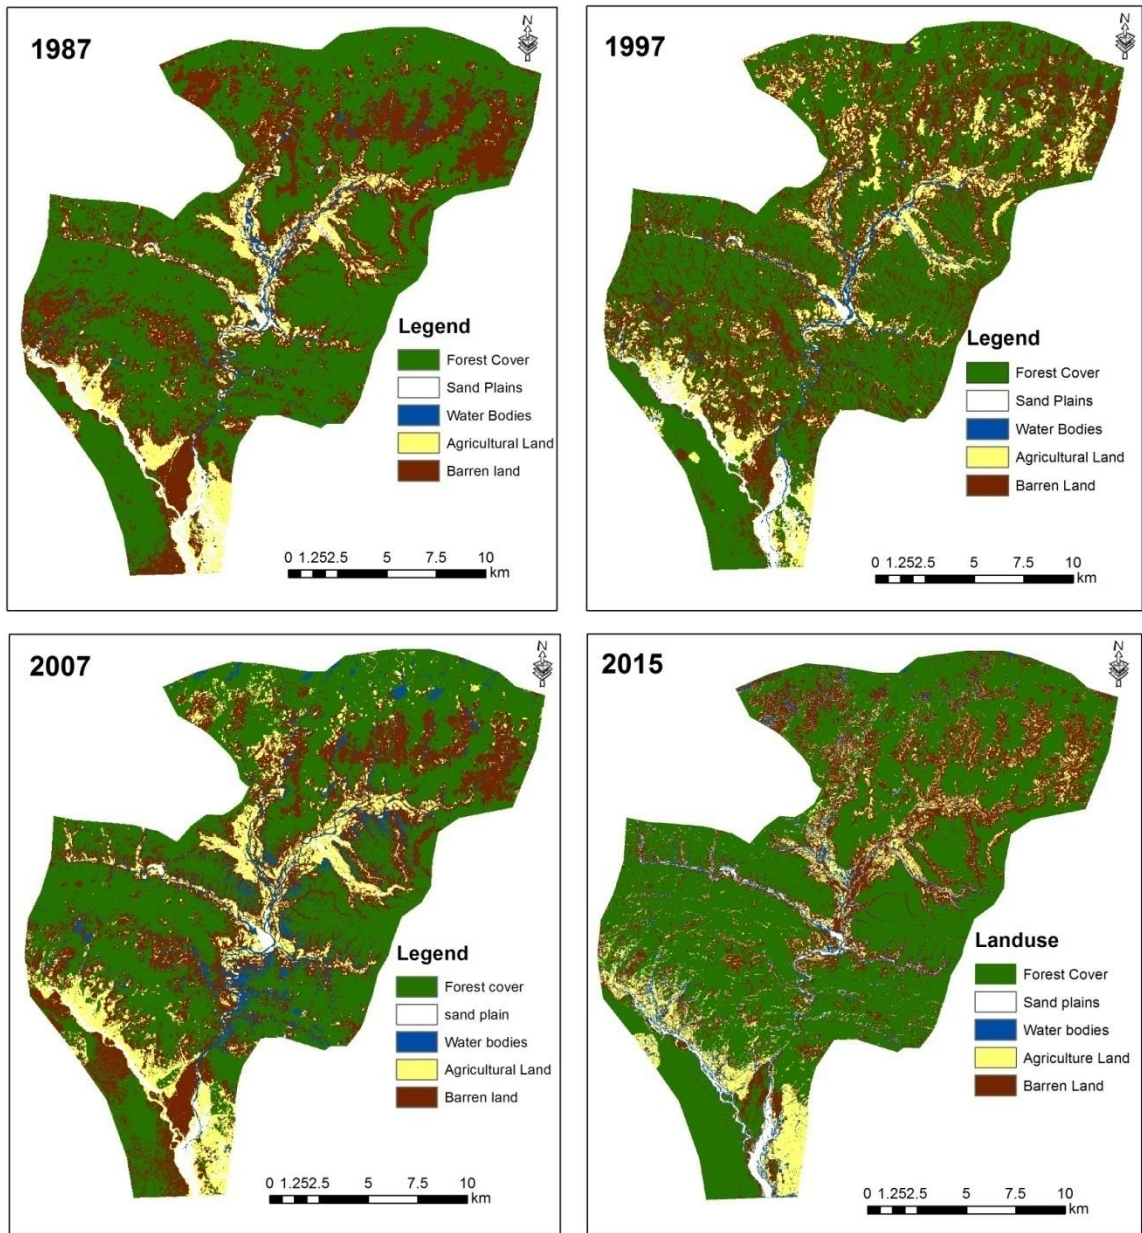 1987
N
Legend
Forest Cover
Sand Plains
Water Bodies
Agricultural Land
Barren land
0 1.252.5 5 7.5 10
km
1997
N
Legend
Forest Cover
Sand Plains
Water Bodies
Agricultural Land
Barren Land
0 1.252.5 5 7.5 10
km
2007
N
Legend
Forest cover
sand plain
Water bodies
Agricultural Land
Barren land
0 1.252.5 5 7.5 10
km
2015
N
Landuse
Forest Cover
Sand plains
Water bodies
Agriculture Land
Barren Land
0 1.252.5 5 7.5 10
km